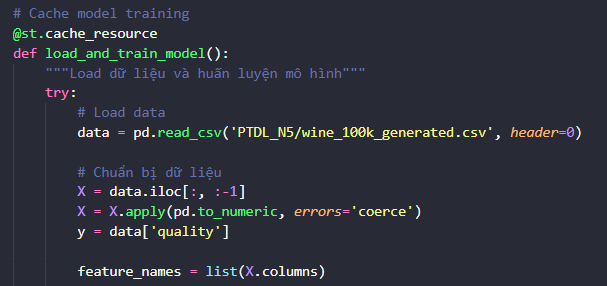 # Cache model training
@st.cache_resource
def load_and_train_model():
    """Load dữ liệu và huấn luyện mô hình"""
    try:
        # Load data
        data = pd.read_csv('PTDL_N5/wine_100k_generated.csv', header=0)

        # Chuẩn bị dữ liệu
        X = data.iloc[:, :-1]
        X = X.apply(pd.to_numeric, errors='coerce')
        y = data['quality']

        feature_names = list(X.columns)